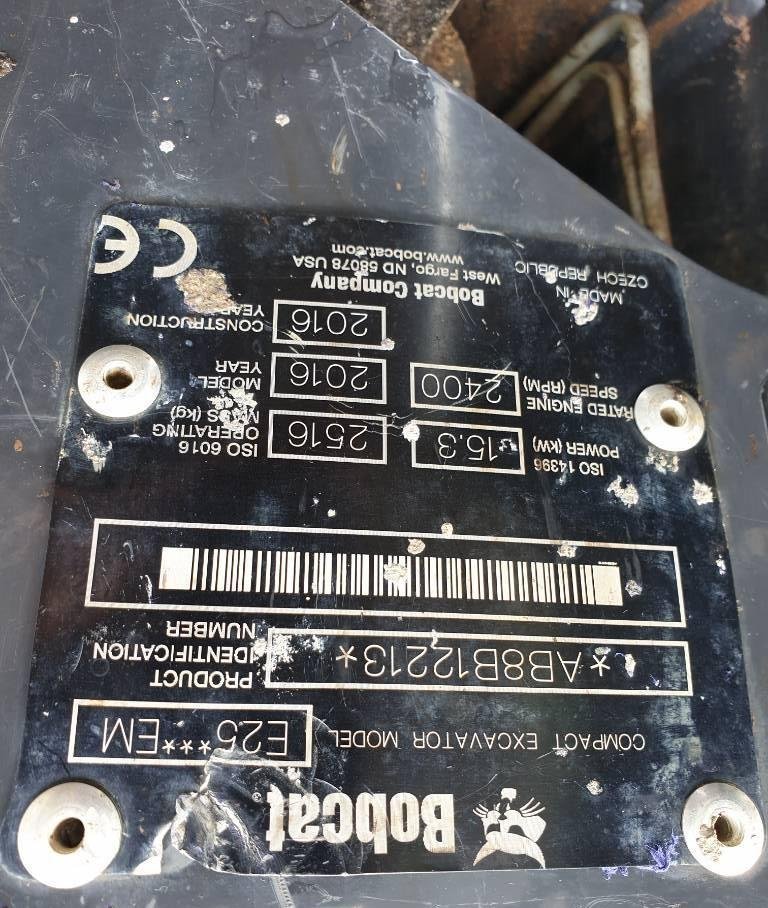 Bobcat
COMPACT EXCAVATOR MODEL E25***EM
*AB8B12213*
PRODUCT
IDENTIFICATION
NUMBER
ISO 14396
POWER (kW) 15.3
2516 ISO 6016
OPERATING
MASS (kg)
RATED ENGINE
SPEED (RPM) 2400
2016 MODEL
YEAR
2016 CONSTRUCTION
YEAR
MADE IN
CZECH REPUBLIC
Bobcat Company
West Fargo, ND 58078 USA
www.bobcat.com
CE